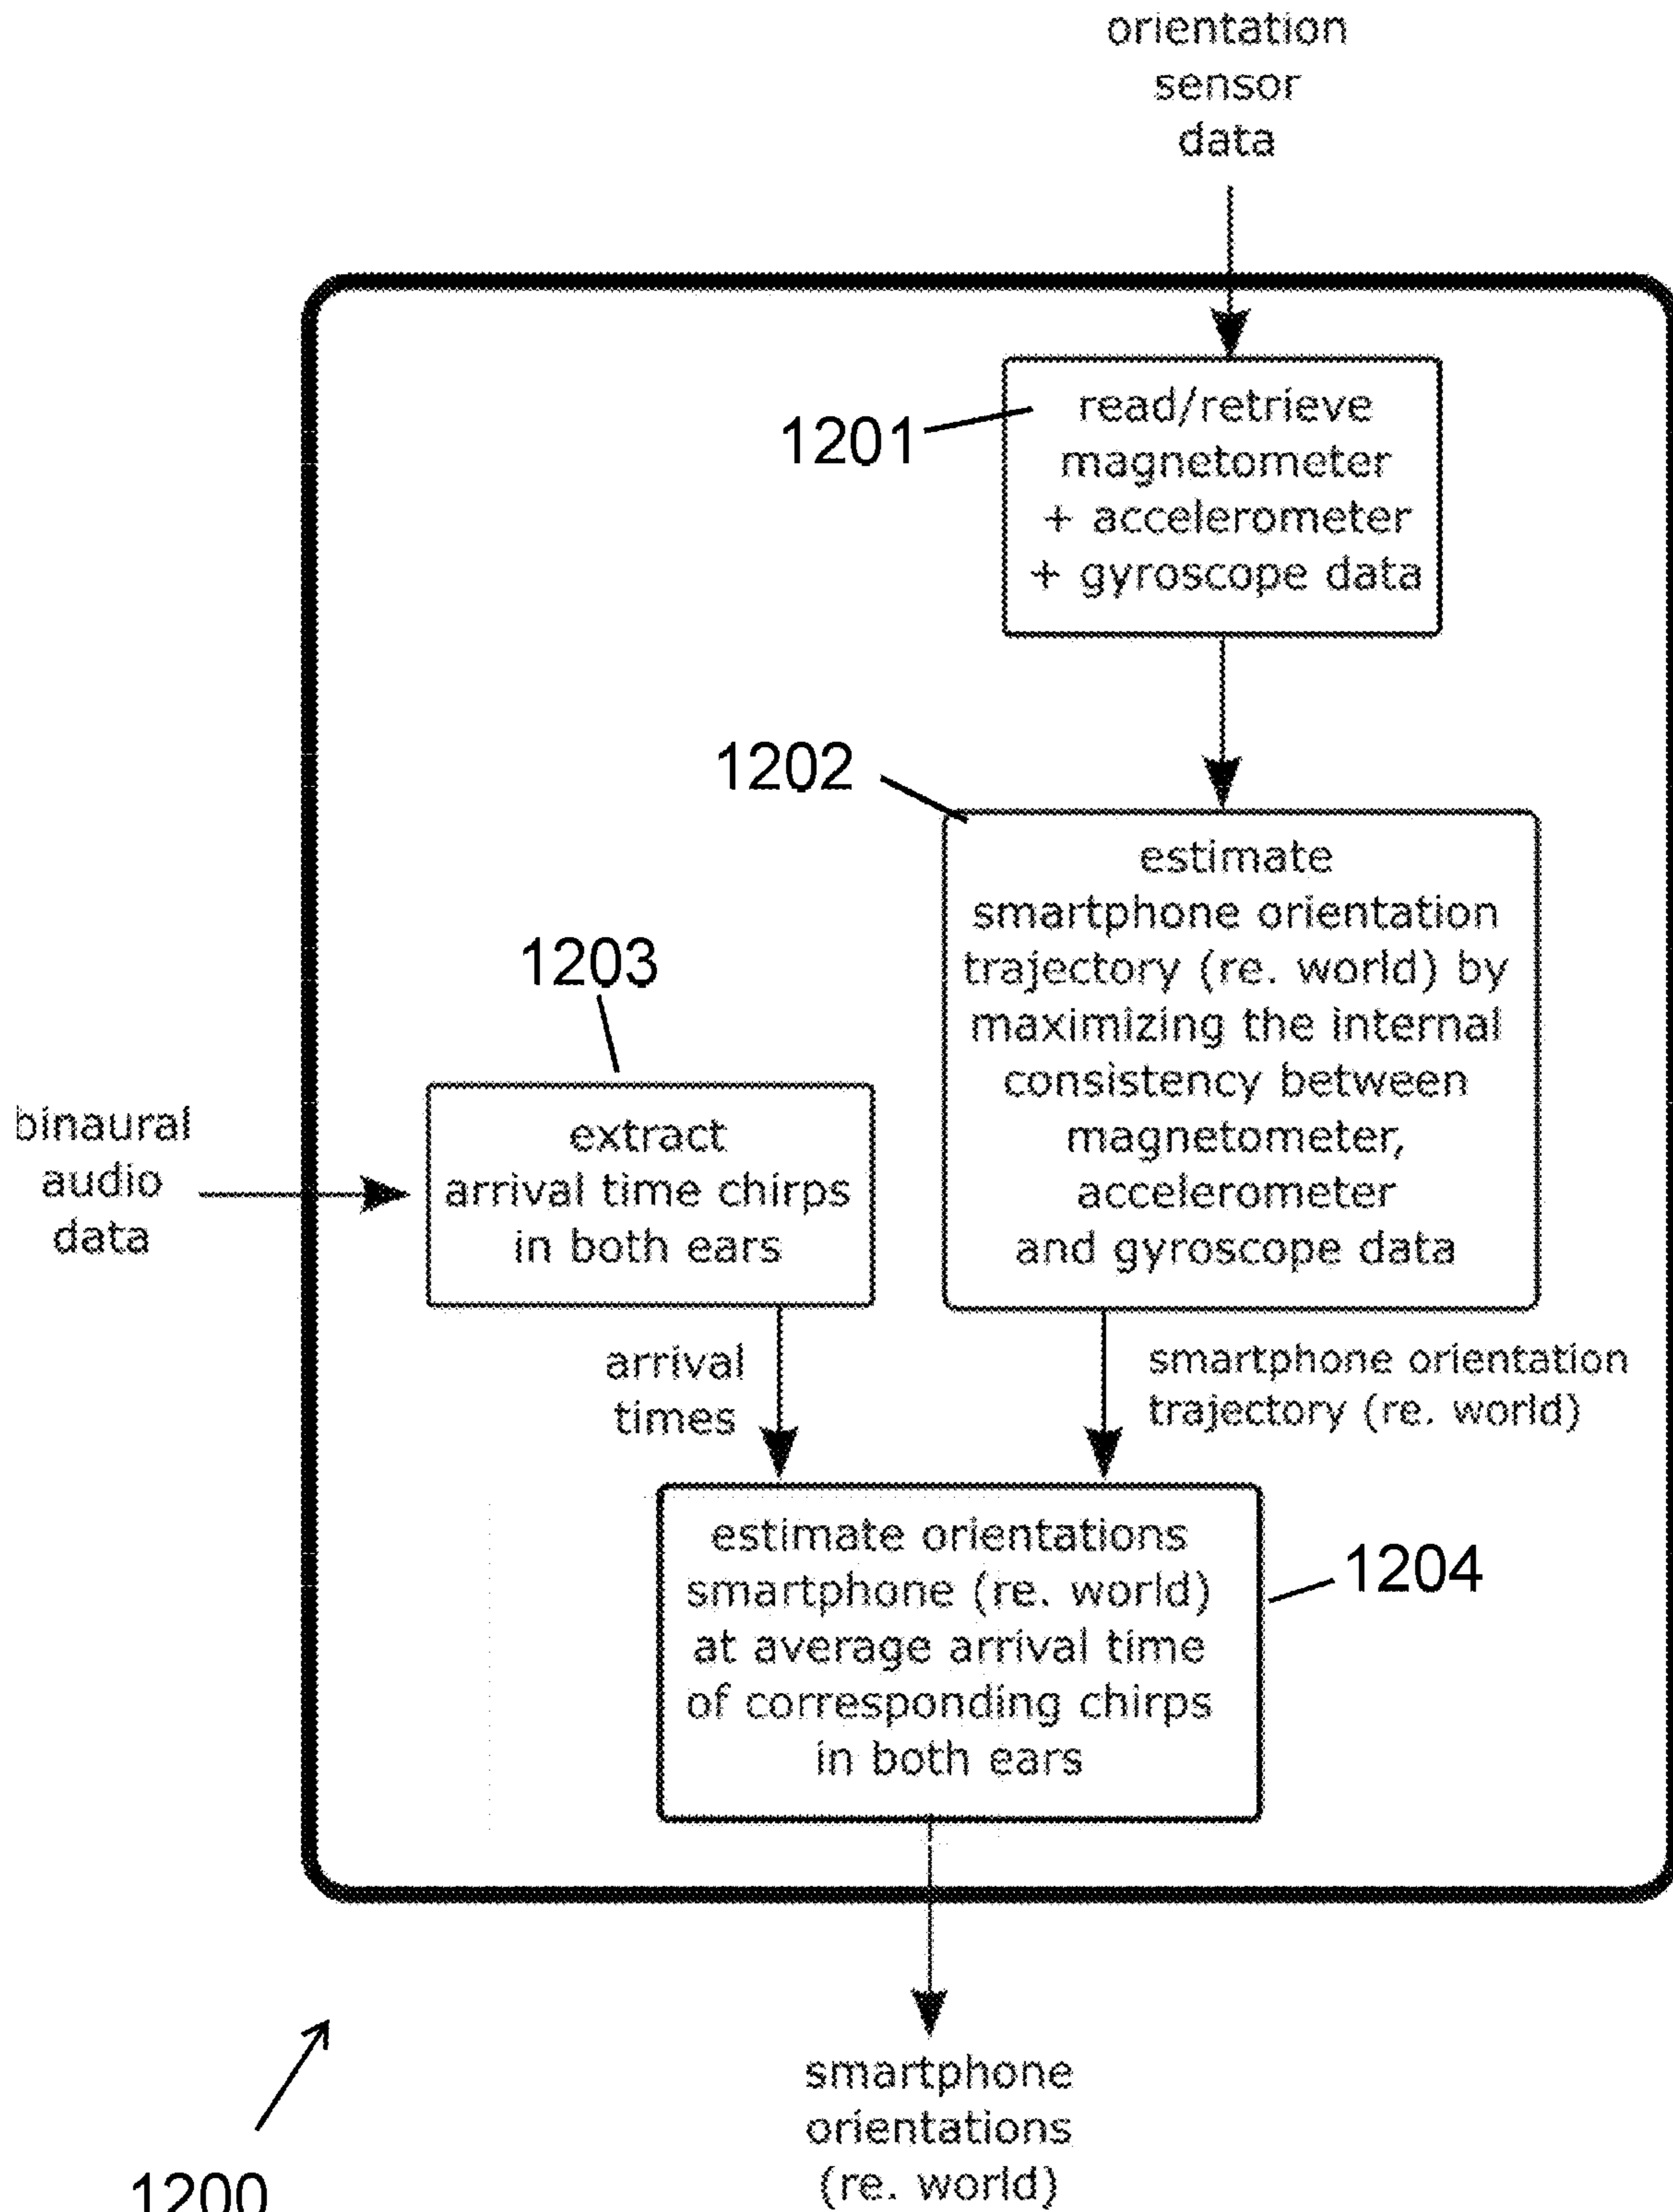 orientation
sensor
data
1201
read/retrieve
magnetometer
+ accelerometer
+ gyroscope data
1202
estimate
smartphone orientation
trajectory (re. world) by
maximizing the internal
consistency between
magnetometer,
accelerometer
and gyroscope data
1203
binaural
audio
data
extract
arrival time chirps
in both ears
arrival
times
smartphone orientation
trajectory (re. world)
estimate orientations
smartphone (re. world)
at average arrival time
of corresponding chirps
in both ears
1204
smartphone
orientations
(re. world)
1200